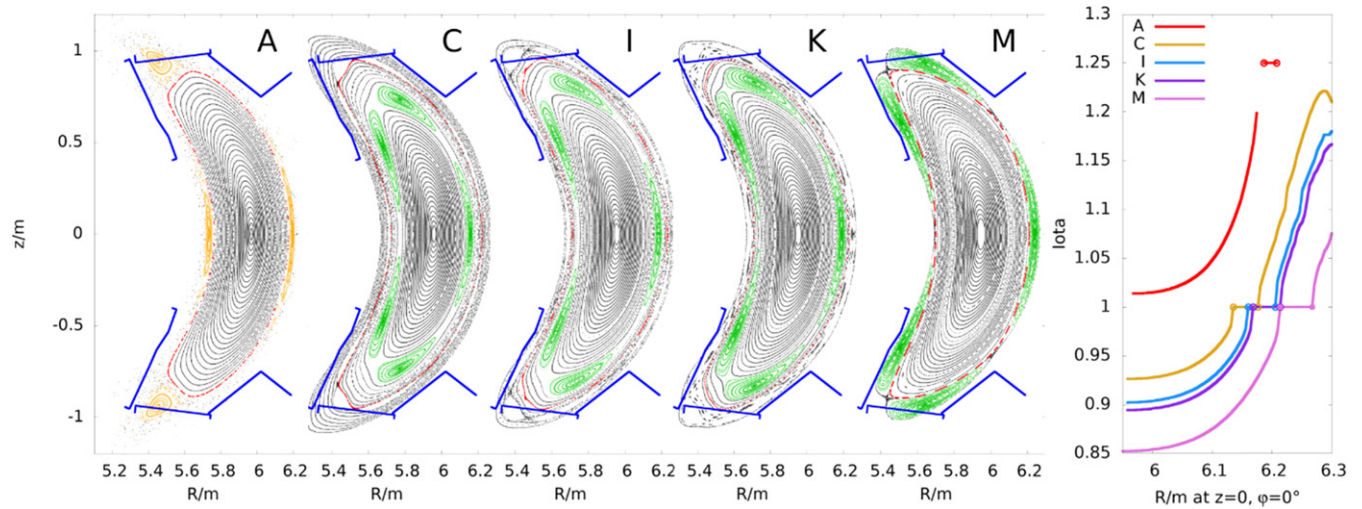 A C I K M
z/m
1
0.5
0
-0.5
-1
5.2 5.4 5.6 5.8 6 6.2
5.4 5.6 5.8 6 6.2
5.4 5.6 5.8 6 6.2
5.4 5.6 5.8 6 6.2
5.4 5.6 5.8 6 6.2
R/m R/m R/m R/m R/m
Iota
1.3
1.25
1.2
1.15
1.1
1.05
1
0.95
0.9
0.85
A
C
I
K
M
6 6.1 6.2 6.3
R/m at z=0, φ=0°